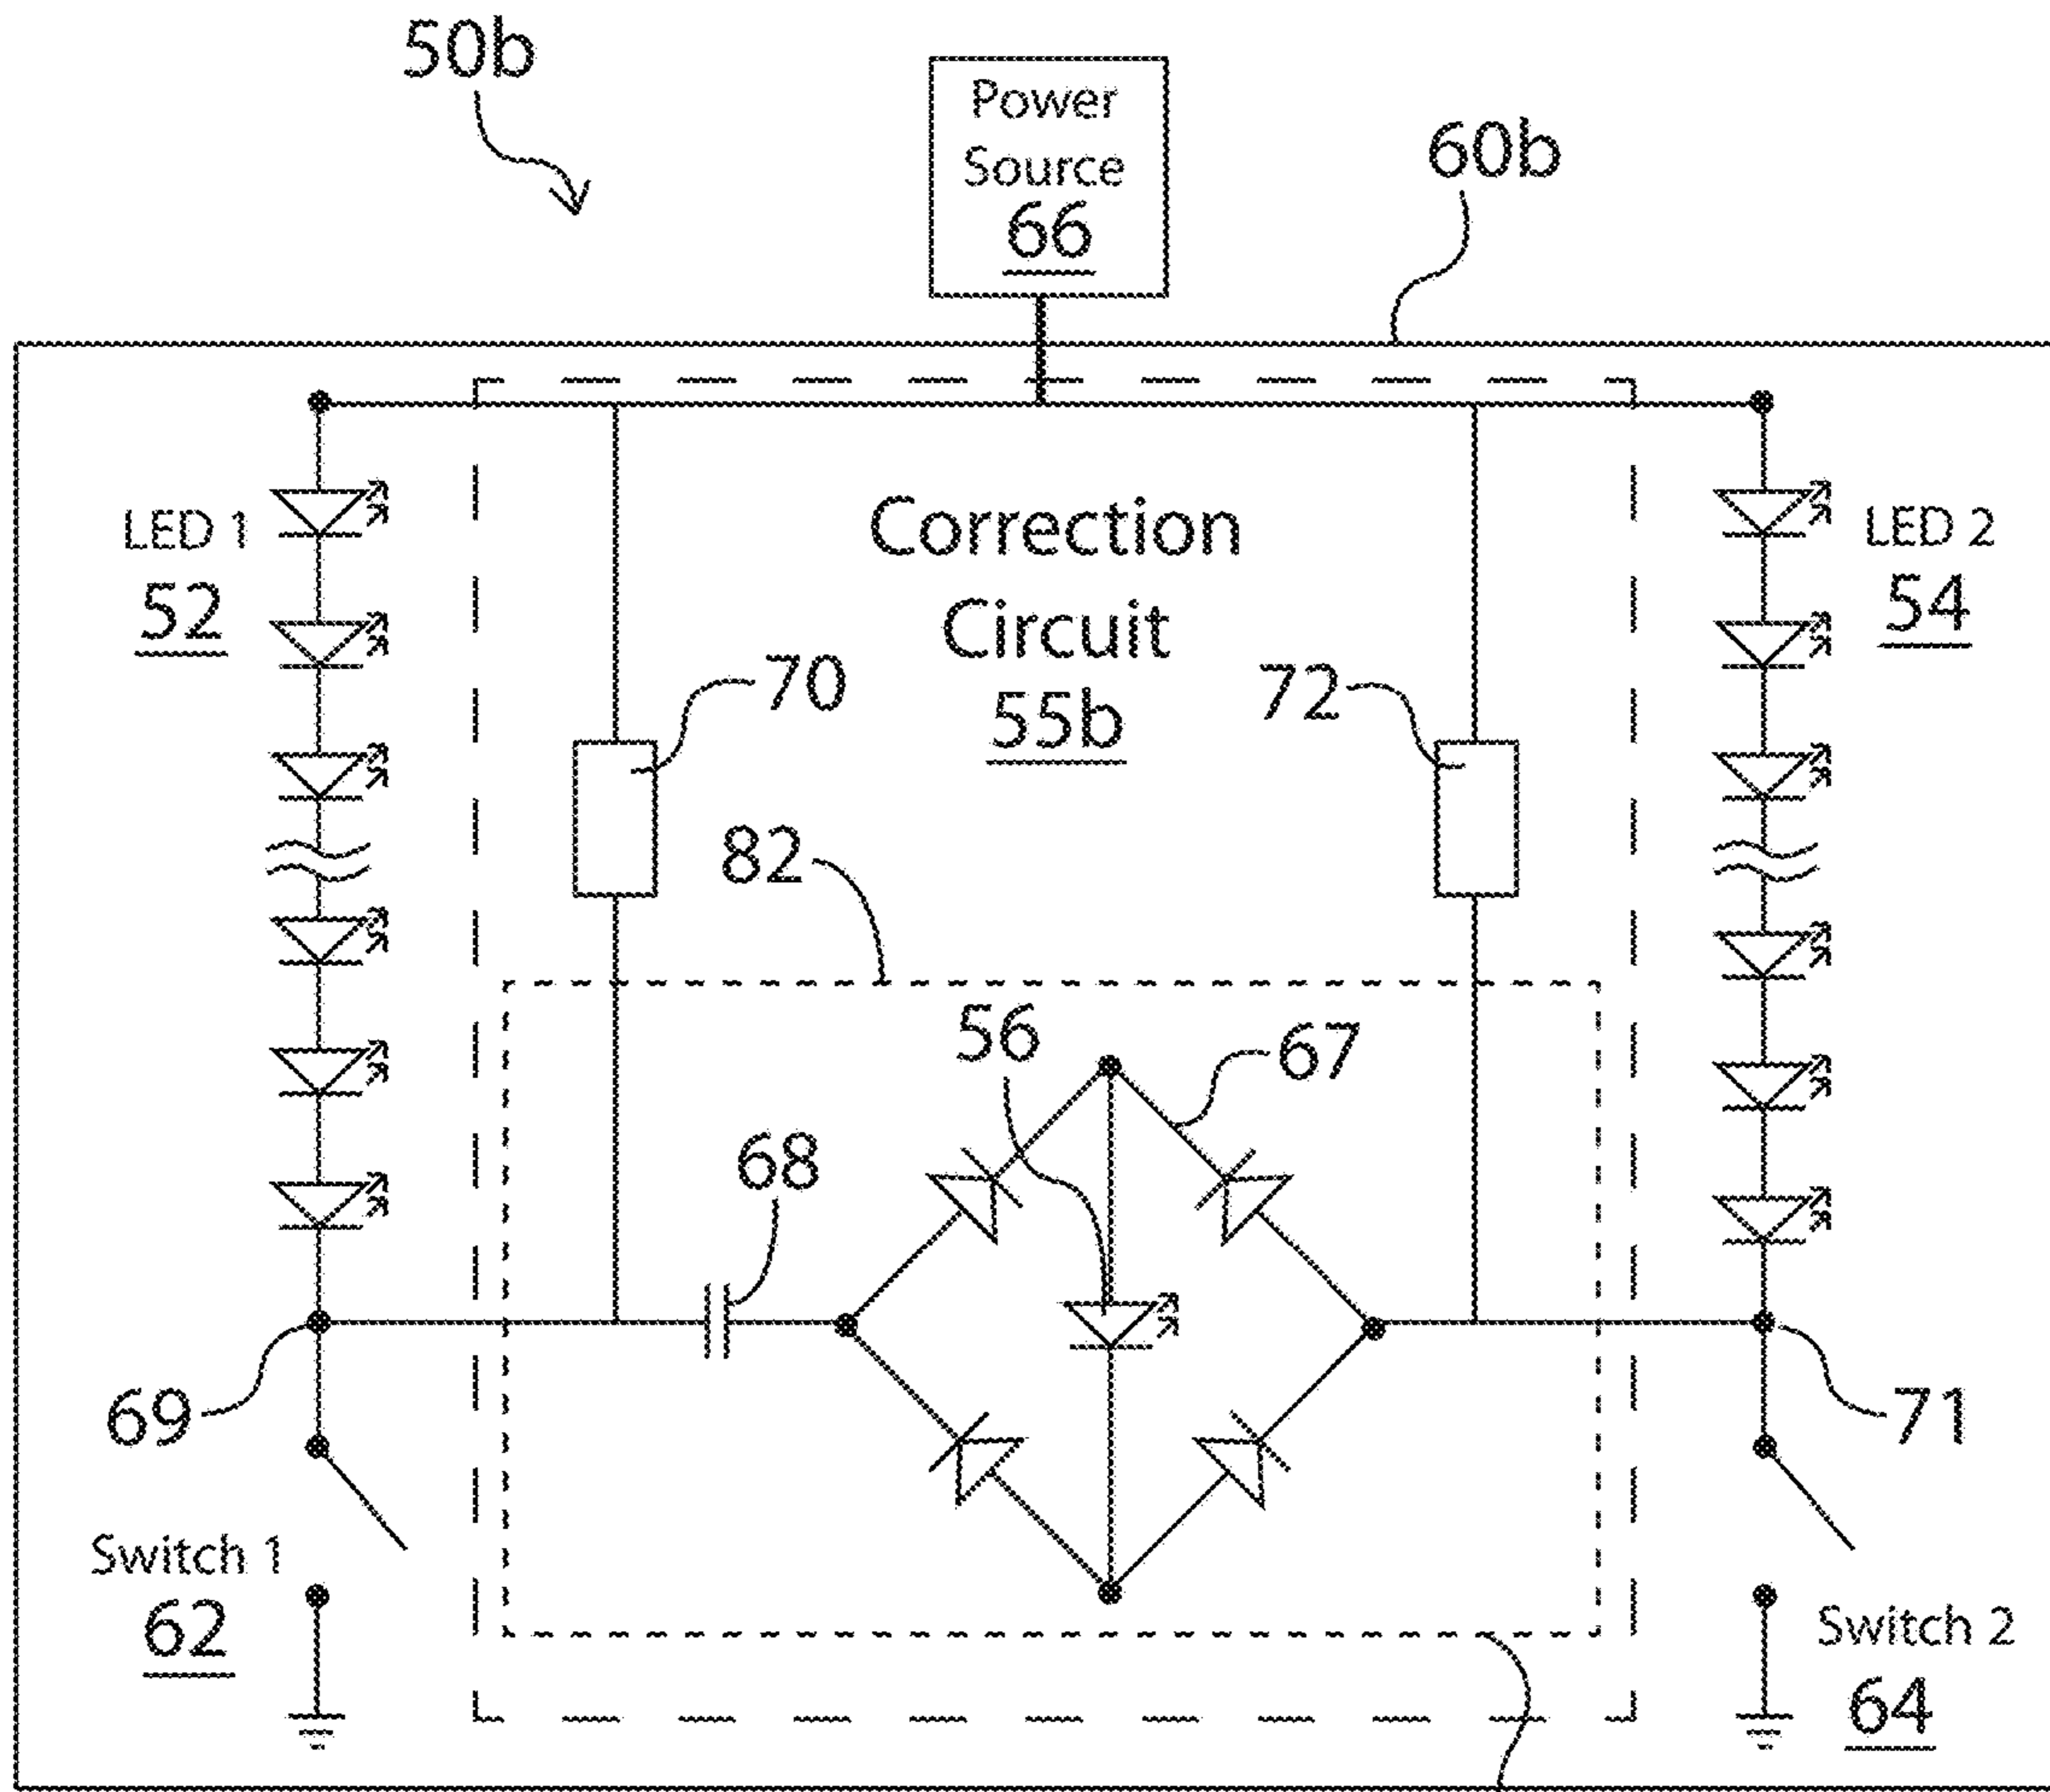 50b
Power
Source
66
60b
LED 1
52
Correction
Circuit
55b
LED 2
54
70
72
82
56
67
68
69
71
Switch 1
62
Switch 2
64